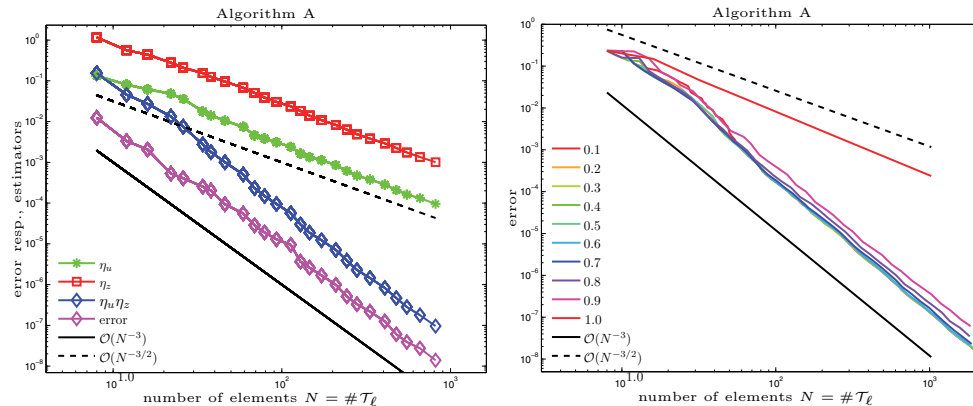 Algorithm A
error resp., estimators
10^0
10^{-1}
10^{-2}
10^{-3}
10^{-4}
10^{-5}
10^{-6}
10^{-7}
10^{-8}
η_u
η_z
η_uη_z
error
O(N^{-3})
O(N^{-3/2})
10^1.0
10^2
10^3
number of elements N = #T_ℓ
Algorithm A
error
10^0
10^{-1}
10^{-2}
10^{-3}
10^{-4}
10^{-5}
10^{-6}
10^{-7}
10^{-8}
0.1
0.2
0.3
0.4
0.5
0.6
0.7
0.8
0.9
1.0
O(N^{-3})
O(N^{-3/2})
10^1.0
10^2
10^3
number of elements N = #T_ℓ